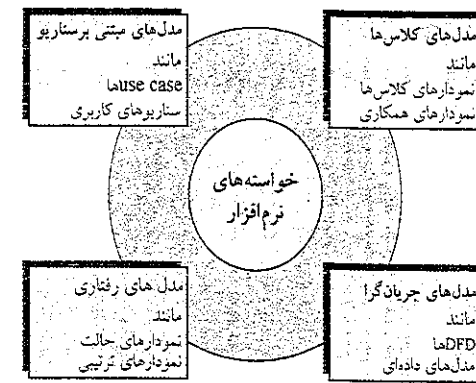 مدل‌های کلاس‌ها
مانند
نمودارهای کلاس‌ها
نمودارهای همکاری
مدل‌های مبتنی برسناریو
مانند
use caseها
سناریوهای کاربری
خواسته‌های
نرم‌افزار
مدل‌های جریان‌گرا
مانند
DFDها
مدل‌های داده‌ای
مدل های رفتاری
مانند
نمودارهای حالت
نمودارهای ترتیبی